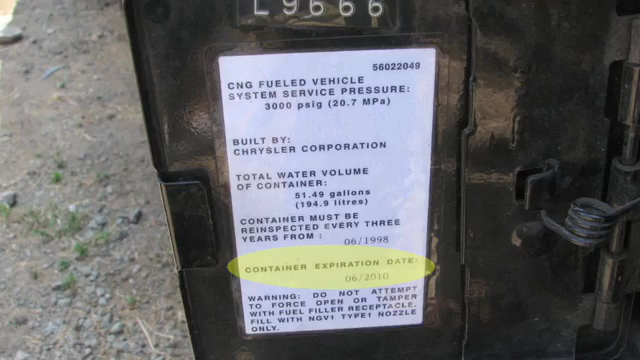 L9666
56022049
CNG FUELED VEHICLE
SYSTEM SERVICE PRESSURE:
3000 psig (20.7 MPa)
BUILT BY:
CHRYSLER CORPORATION
TOTAL WATER VOLUME
OF CONTAINER:
51.49 gallons
(194.9 litres)
CONTAINER MUST BE
REINSPECTED EVERY THREE
YEARS FROM : 06/1998
CONTAINER EXPIRATION DATE:
06/2010
WARNING: DO NOT ATTEMPT
TO FORCE OPEN OR TAMPER
WITH FUEL FILLER RECEPTACLE.
FILL WITH NGV1 TYPE1 NOZZLE
ONLY.